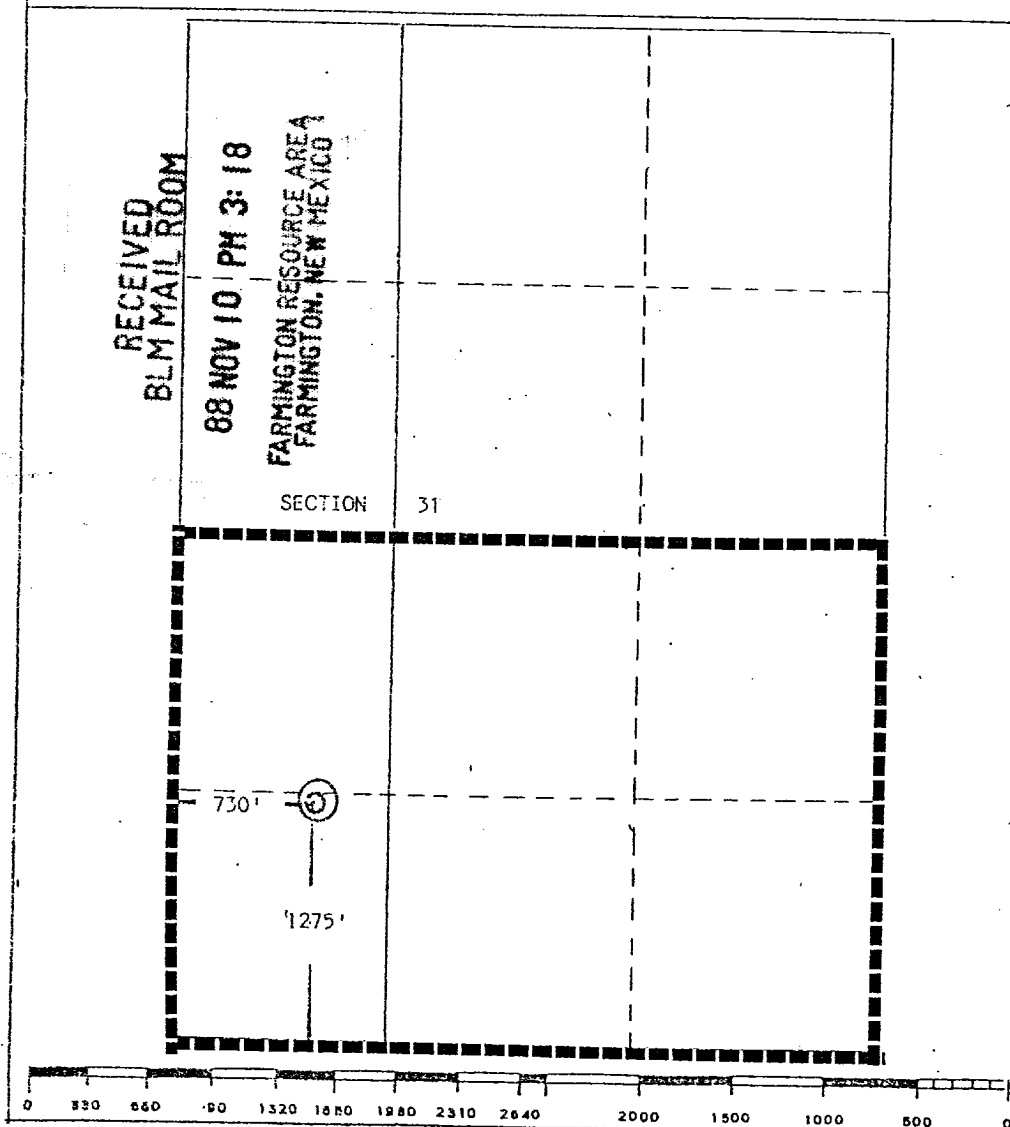 RECEIVED
BLM MAIL ROOM
88 NOV 10 PM 3:18
FARMINGTON RESOURCE AREA
FARMINGTON, NEW MEXICO
SECTION 31
730'
'1275'
0 330 660 90 1320 1650 1980 2310 2640 2000 1500 1000 500 0